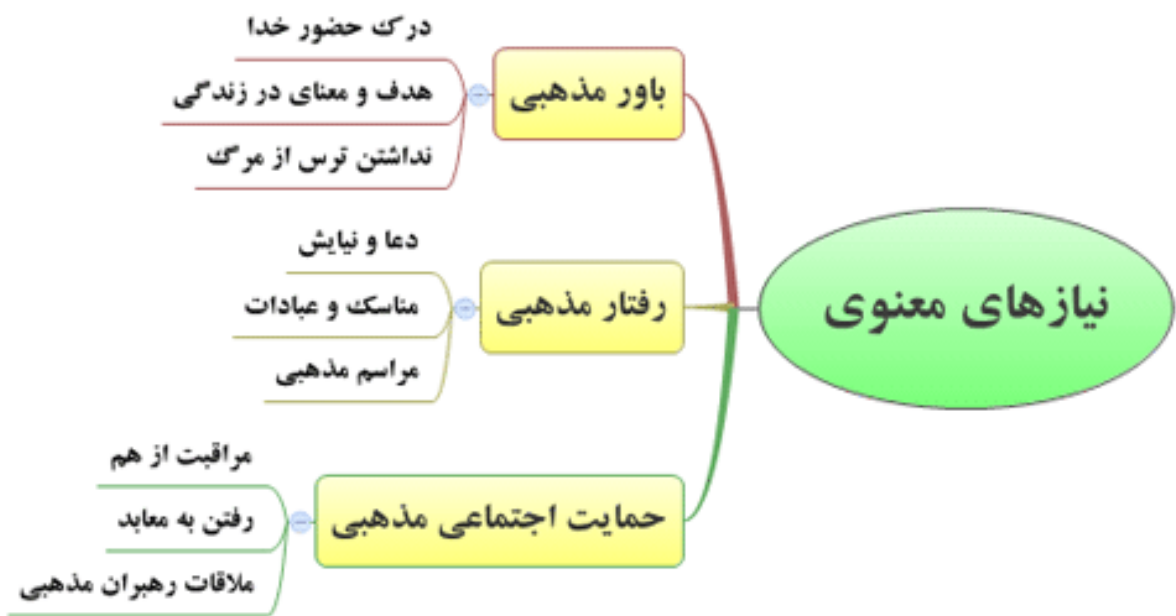 نیازهای معنوی
باور مذهبی
درک حضور خدا
هدف و معنای در زندگی
نداشتن ترس از مرگ
رفتار مذهبی
دعا و نیایش
مناسک و عبادات
مراسم مذهبی
حمایت اجتماعی مذهبی
مراقبت از هم
رفتن به معابد
ملاقات رهبران مذهبی